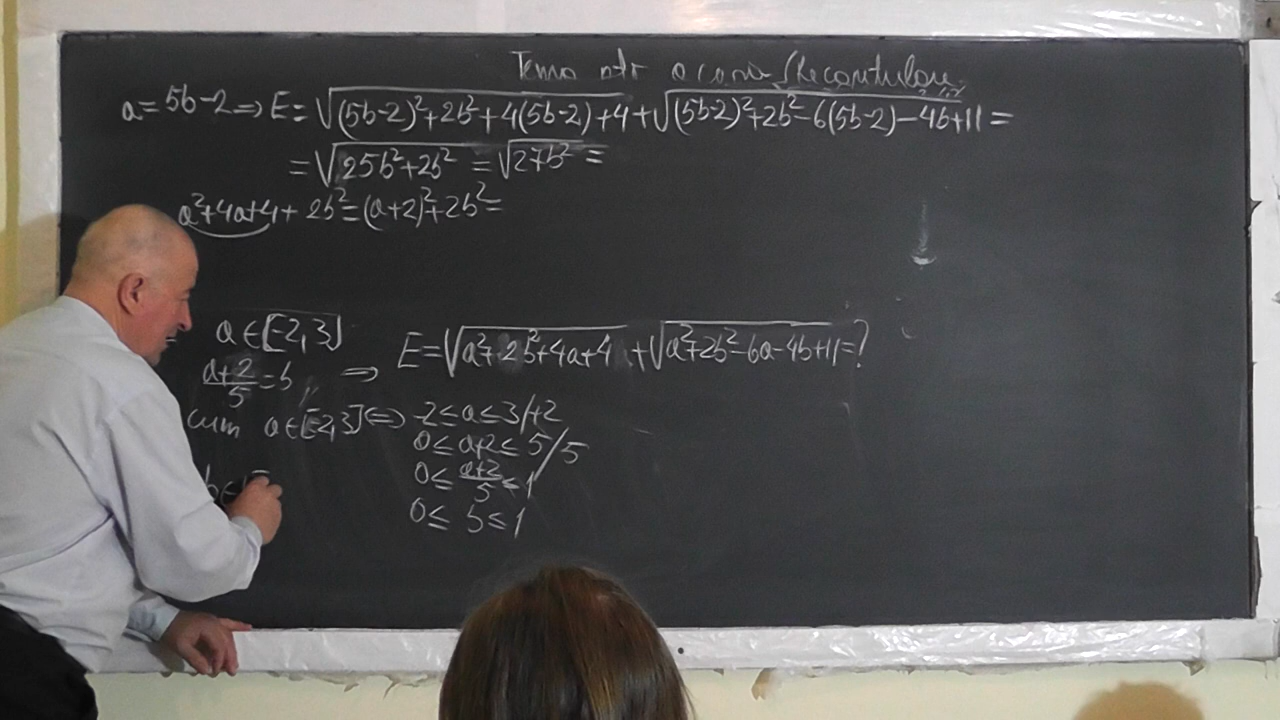 Tema ptr acasă
a = 5b-2 ⇒ E = √((5b-2)²+2b²+4(5b-2)+4) + √((5b-2)²+2b²-6(5b-2)-4b+11) =
= √(25b²+2b²) = √(27b²) =
a²+4a+4 + 2b² = (a+2)²+2b² =
a∈[-2,3]
(a+2)/5 = b ⇒ E = √(a²+2b²+4a+4) + √(a²+2b²-6a-4b+11) = ?
cum a∈[-2,3] ⇔ -2≤a≤3/+2
0≤a+2≤5/5
0≤(a+2)/5≤1
b∈[
0≤b≤1